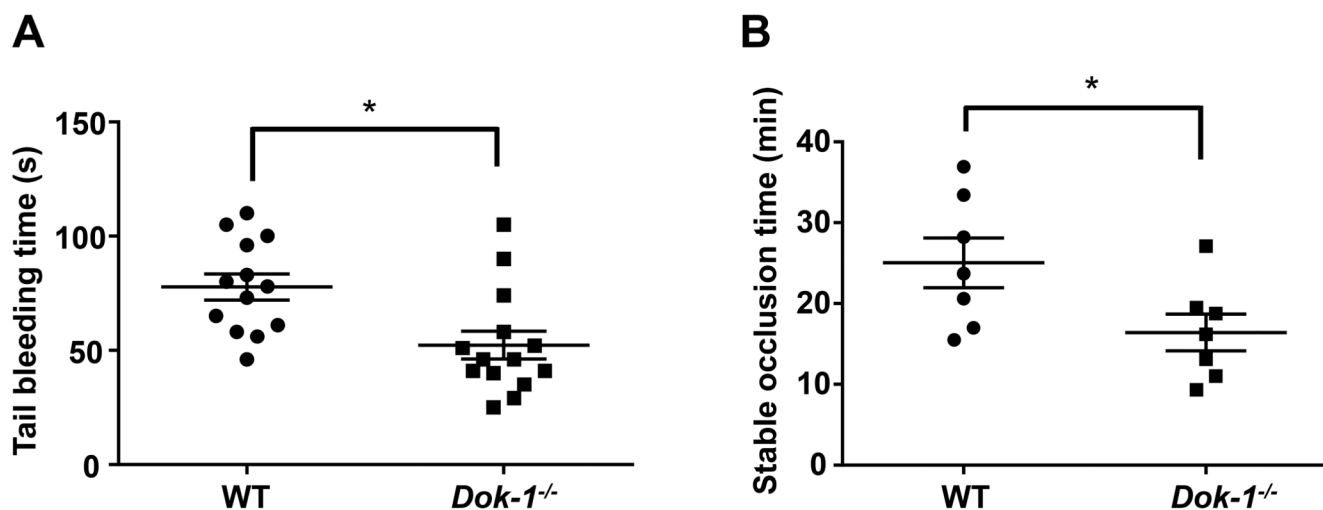 A
Tail bleeding time (s)
150
100
50
0
*
WT
Dok-1-/-
B
Stable occlusion time (min)
40
30
20
10
0
*
WT
Dok-1-/-